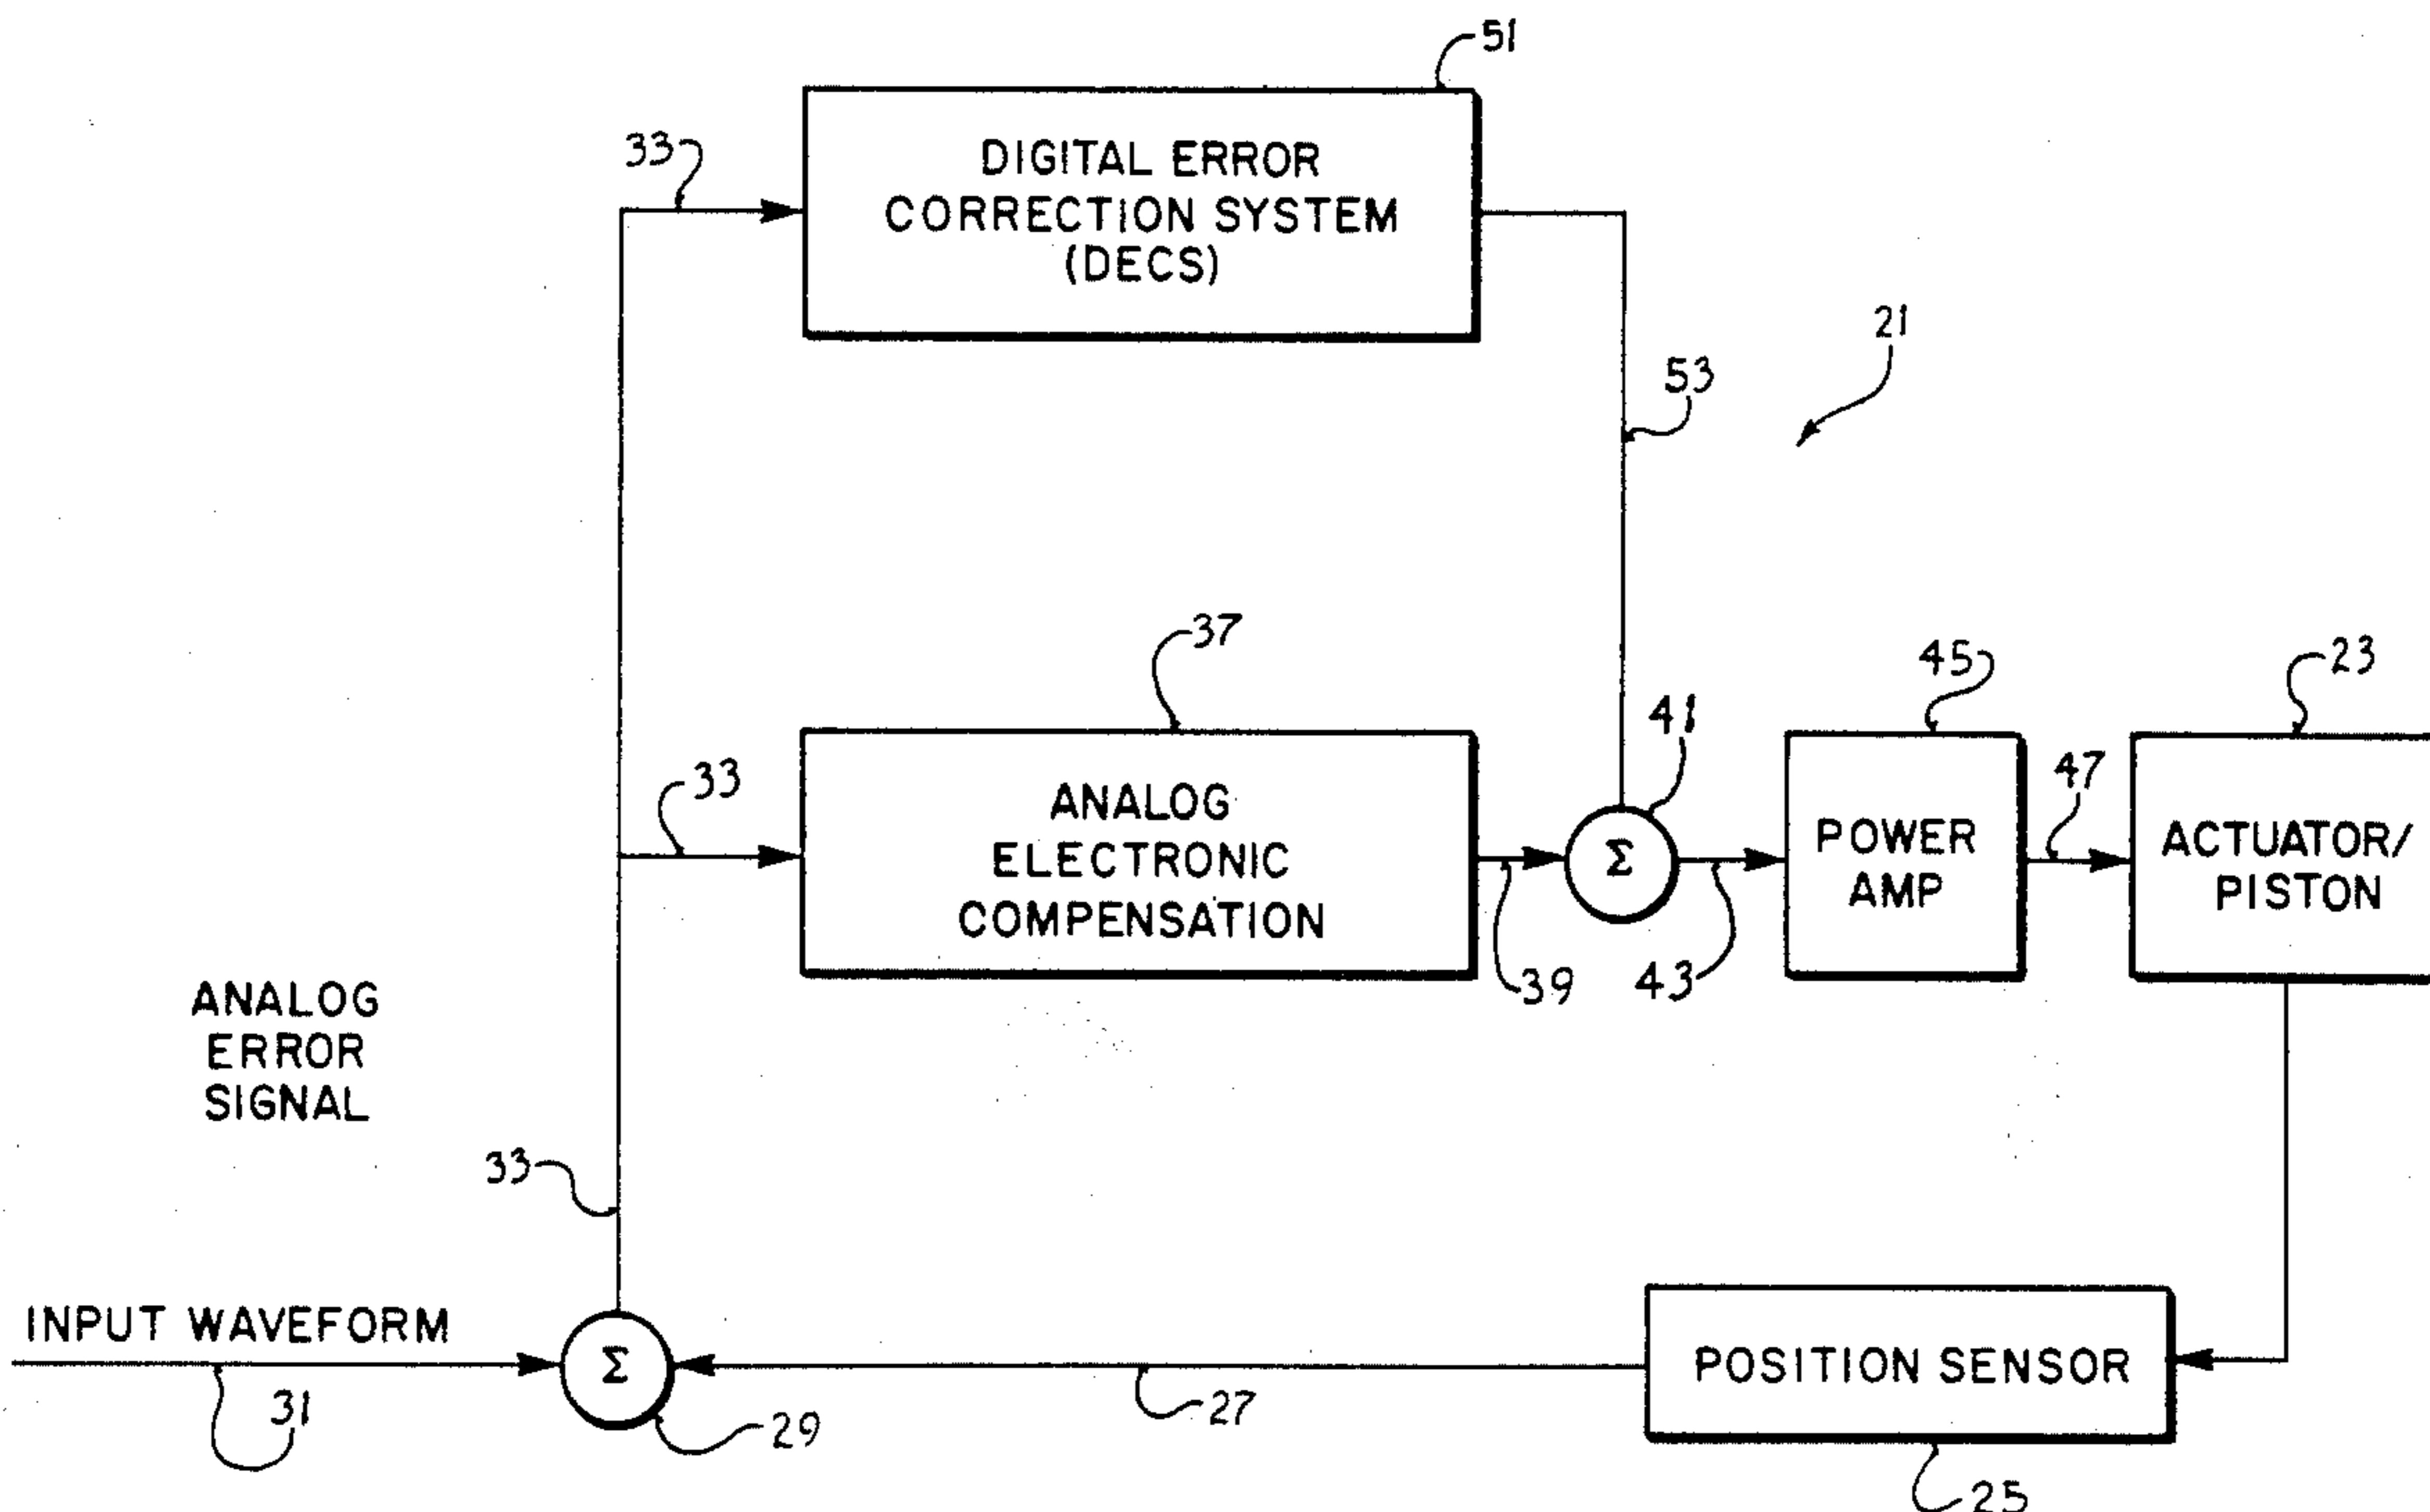 51
DIGITAL ERROR
CORRECTION SYSTEM
(DECS)
33
21
53
37
45
23
41
33
47
ANALOG
ELECTRONIC
COMPENSATION
Σ
POWER
AMP
ACTUATOR/
PISTON
39
43
ANALOG
ERROR
SIGNAL
33
INPUT WAVEFORM
Σ
POSITION SENSOR
31
29
27
25